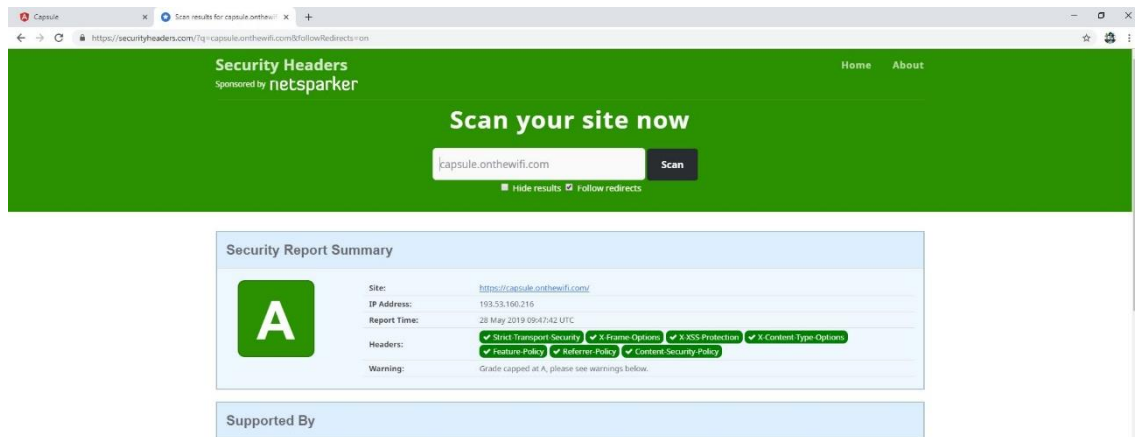 Capsule
Scan results for capsule.onthewif
https://securityheaders.com/?q=capsule.onthewifi.com&followRedirects=on
Security Headers
Sponsored by netsparker
Home About
Scan your site now
capsule.onthewifi.com Scan
Hide results Follow redirects
Security Report Summary
A
Site: https://capsule.onthewifi.com/
IP Address: 193.53.160.216
Report Time: 28 May 2019 09:47:42 UTC
Headers: Strict-Transport-Security X-Frame-Options X-XSS-Protection X-Content-Type-Options
Feature-Policy Referrer-Policy Content-Security-Policy
Warning: Grade capped at A, please see warnings below.
Supported By